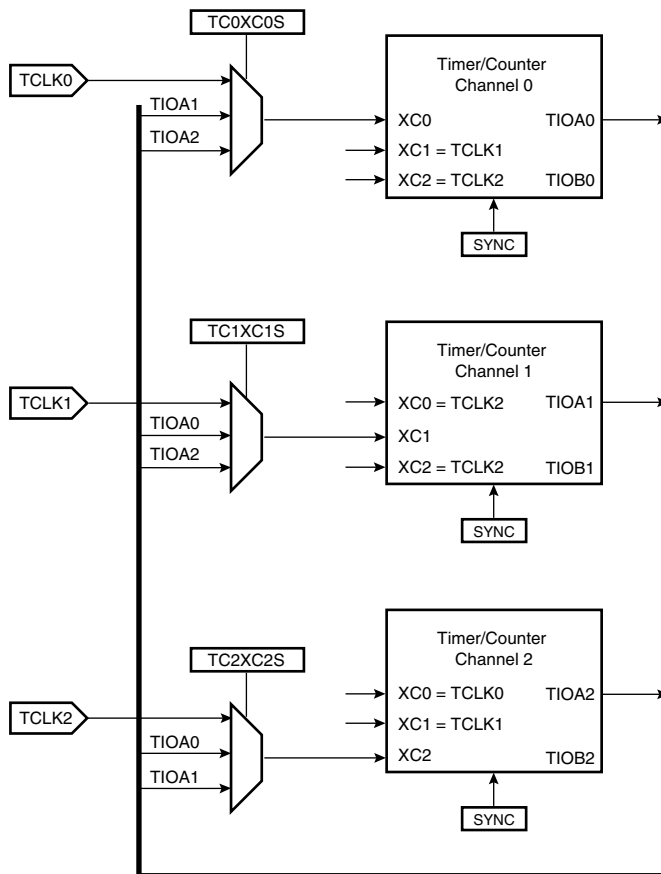 TC0XC0S
TCLK0
TIOA1
TIOA2
Timer/Counter
Channel 0
XC0
TIOA0
XC1 = TCLK1
XC2 = TCLK2
TIOB0
SYNC
TC1XC1S
TCLK1
TIOA0
TIOA2
Timer/Counter
Channel 1
XC0 = TCLK2
TIOA1
XC1
XC2 = TCLK2
TIOB1
SYNC
TC2XC2S
TCLK2
TIOA0
TIOA1
Timer/Counter
Channel 2
XC0 = TCLK0
TIOA2
XC1 = TCLK1
XC2
TIOB2
SYNC